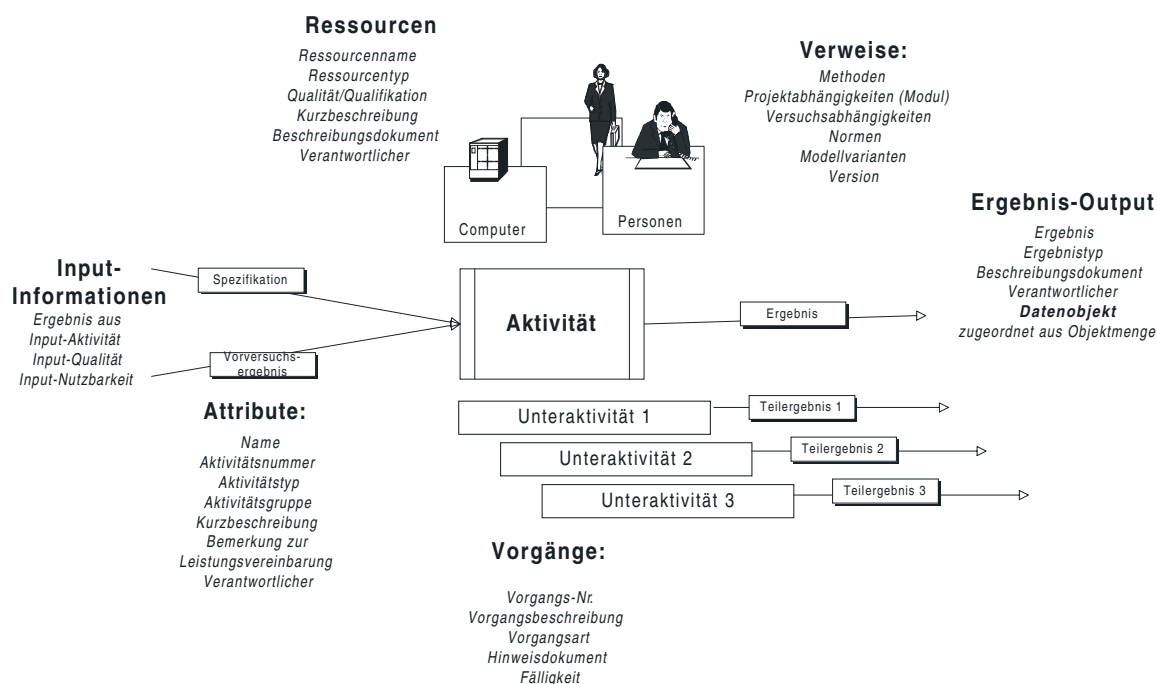 Ressourcen
Ressourcenname
Ressourcentyp
Qualität/Qualifikation
Kurzbeschreibung
Beschreibungsdokument
Verantwortlicher
Computer
Personen
Verweise:
Methoden
Projektabhängigkeiten (Modul)
Versuchsabhängigkeiten
Normen
Modellvarianten
Version
Input-
Informationen
Ergebnis aus
Input-Aktivität
Input-Qualität
Input-Nutzbarkeit
Spezifikation
Vorversuchs-
ergebnis
Aktivität
Ergebnis
Ergebnis-Output
Ergebnis
Ergebnistyp
Beschreibungsdokument
Verantwortlicher
Datenobjekt
zugeordnet aus Objektmenge
Unteraktivität 1
Teilergebnis 1
Unteraktivität 2
Teilergebnis 2
Unteraktivität 3
Teilergebnis 3
Attribute:
Name
Aktivitätsnummer
Aktivitätstyp
Aktivitätsgruppe
Kurzbeschreibung
Bemerkung zur
Leistungsvereinbarung
Verantwortlicher
Vorgänge:
Vorgangs-Nr.
Vorgangsbeschreibung
Vorgangsart
Hinweisdokument
Fälligkeit